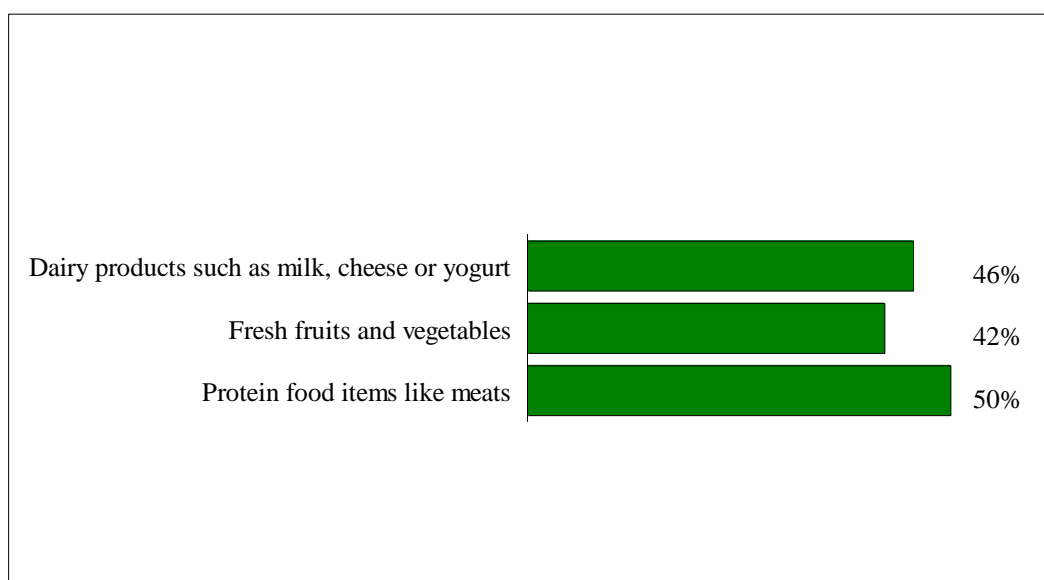 Dairy products such as milk, cheese or yogurt 46%
Fresh fruits and vegetables 42%
Protein food items like meats 50%